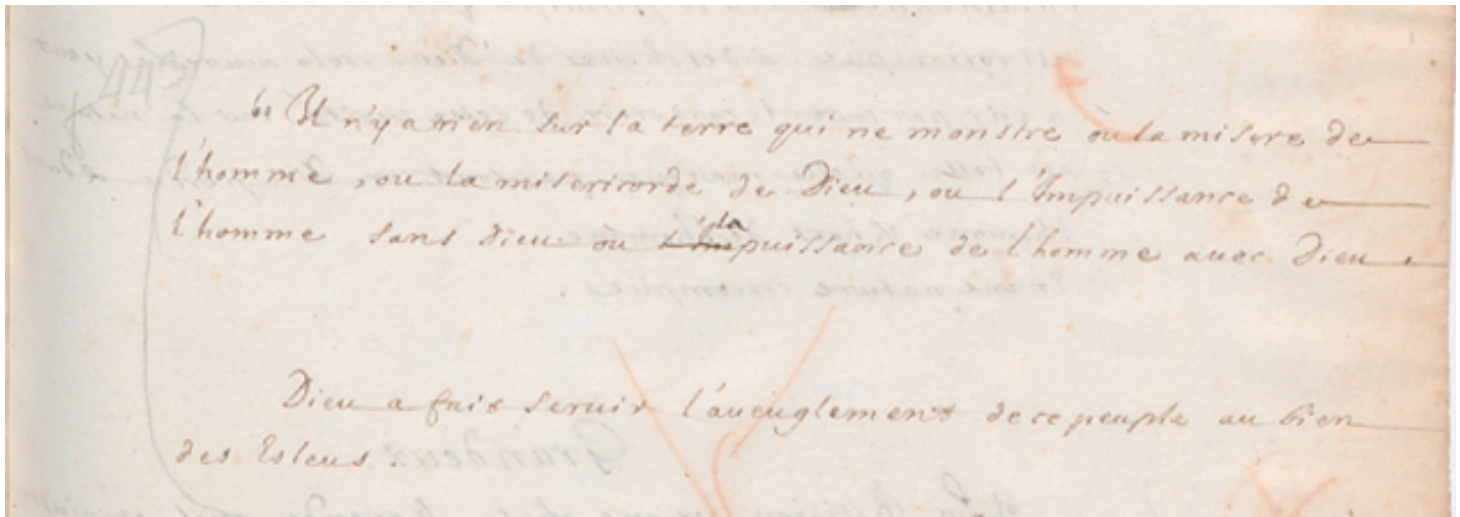 Il n'y a rien sur la terre qui ne monstre ou la misere de
l'homme, ou la misericorde de Dieu, ou l'Impuissance de
l'homme sans Dieu ou la puissance de l'homme avec Dieu.
Dieu a fait servir l'aveuglement de ce peuple au bien
des Esleus.